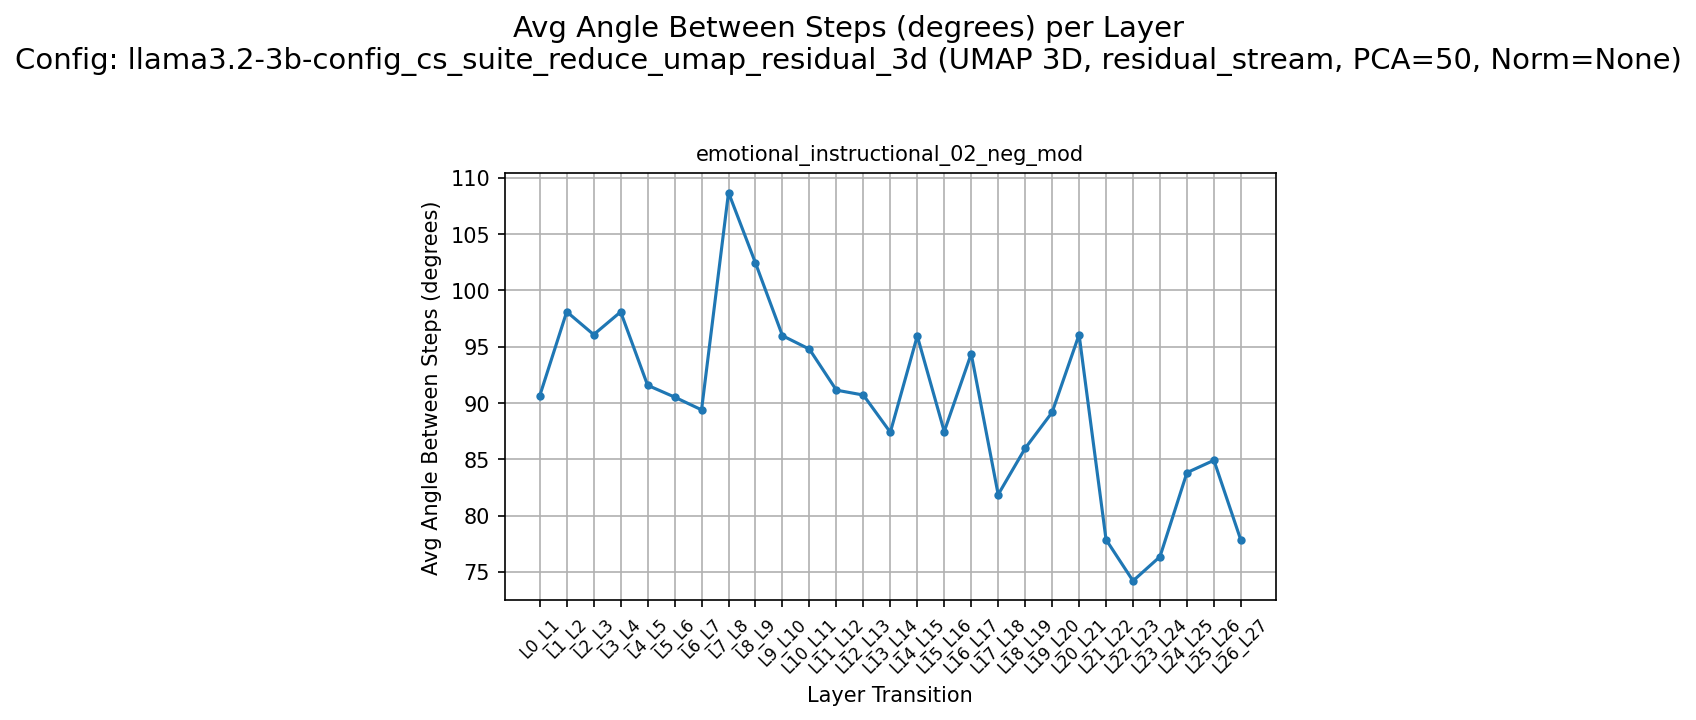 Avg Angle Between Steps (degrees) per Layer
Config: llama3.2-3b-config_cs_suite_reduce_umap_residual_3d (UMAP 3D, residual_stream, PCA=50, Norm=None)
emotional_instructional_02_neg_mod
Avg Angle Between Steps (degrees)
110
105
100
95
90
85
80
75
L0_L1
L1_L2
L2_L3
L3_L4
L4_L5
L5_L6
L6_L7
L7_L8
L8_L9
L9_L10
L10_L11
L11_L12
L12_L13
L13_L14
L14_L15
L15_L16
L16_L17
L17_L18
L18_L19
L19_L20
L20_L21
L21_L22
L22_L23
L23_L24
L24_L25
L25_L26
L26_L27
Layer Transition